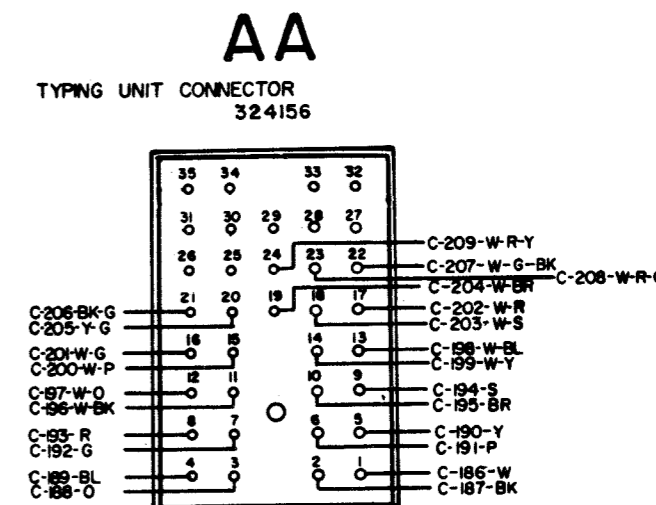 AA
TYPING UNIT CONNECTOR
324156
35 34 33 32
31 30 29 28 27
C-209-W-R-Y
26 25 24 23 22
C-207-W-G-BK
C-208-W-R-G
C-204-W-BR
21 20 19 18 17
C-206-BK-G
C-202-W-R
C-205-Y-G
C-203-W-S
16 15 14 13
C-201-W-G
C-198-W-BL
C-200-W-P
C-199-W-Y
12 11 10 9
C-197-W-O
C-194-S
C-196-W-BK
C-195-BR
8 7 6 5
C-193-R
C-190-Y
C-192-G
C-191-P
4 3 2 1
C-189-BL
C-186-W
C-188-O
C-187-BK